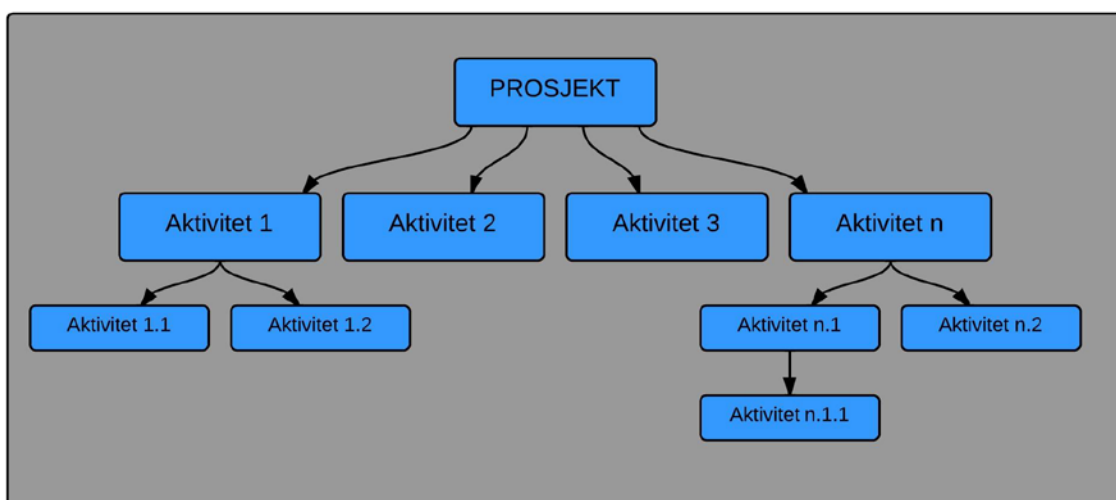 PROSJEKT
Aktivitet 1
Aktivitet 2
Aktivitet 3
Aktivitet n
Aktivitet 1.1
Aktivitet 1.2
Aktivitet n.1
Aktivitet n.2
Aktivitet n.1.1